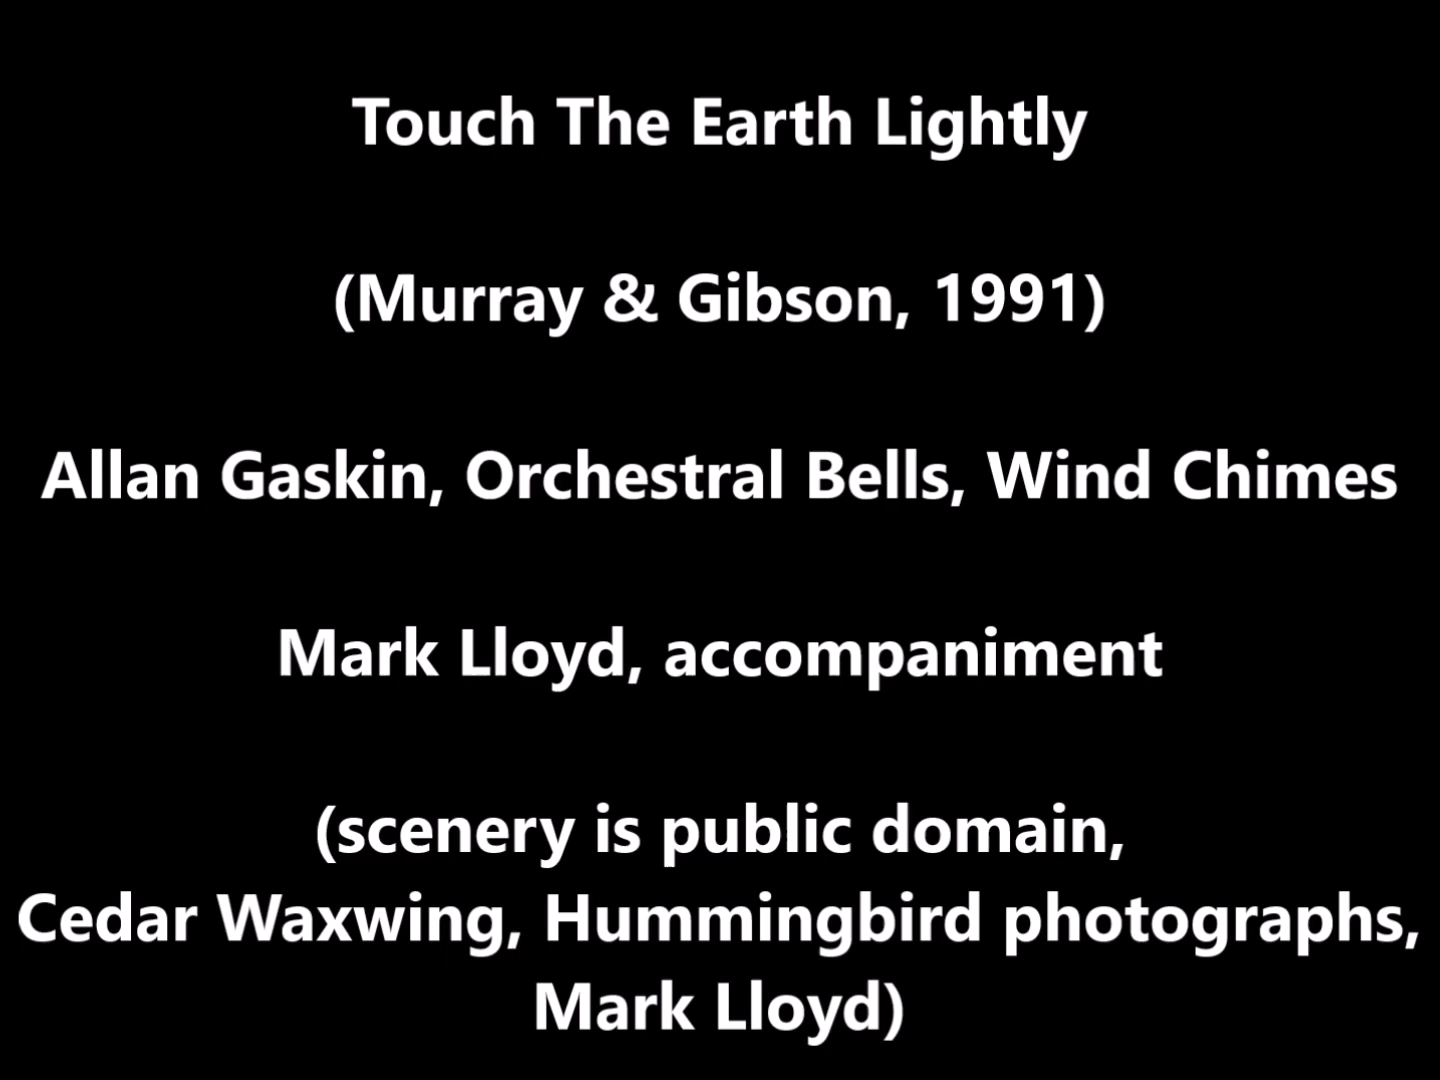 Touch The Earth Lightly
(Murray & Gibson, 1991)
Allan Gaskin, Orchestral Bells, Wind Chimes
Mark Lloyd, accompaniment
(scenery is public domain,
Cedar Waxwing, Hummingbird photographs,
Mark Lloyd)